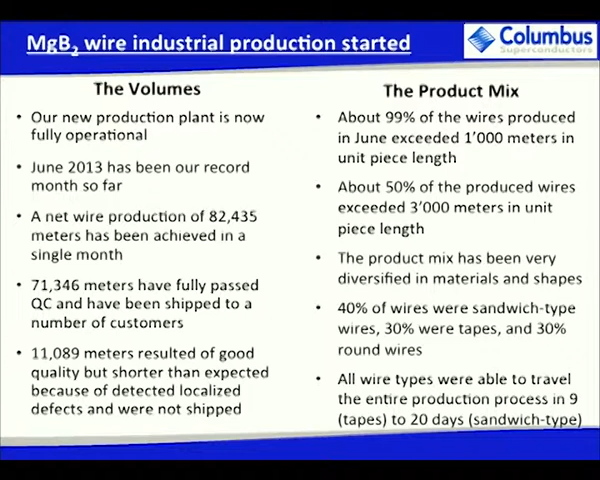 MgB2 wire industrial production started
Columbus
Superconductors
The Volumes
• Our new production plant is now
fully operational
• June 2013 has been our record
month so far
• A net wire production of 82,435
meters has been achieved in a
single month
• 71,346 meters have fully passed
QC and have been shipped to a
number of customers
• 11,089 meters resulted of good
quality but shorter than expected
because of detected localized
defects and were not shipped
The Product Mix
• About 99% of the wires produced
in June exceeded 1'000 meters in
unit piece length
• About 50% of the produced wires
exceeded 3'000 meters in unit
piece length
• The product mix has been very
diversified in materials and shapes
• 40% of wires were sandwich-type
wires, 30% were tapes, and 30%
round wires
• All wire types were able to travel
the entire production process in 9
(tapes) to 20 days (sandwich-type)